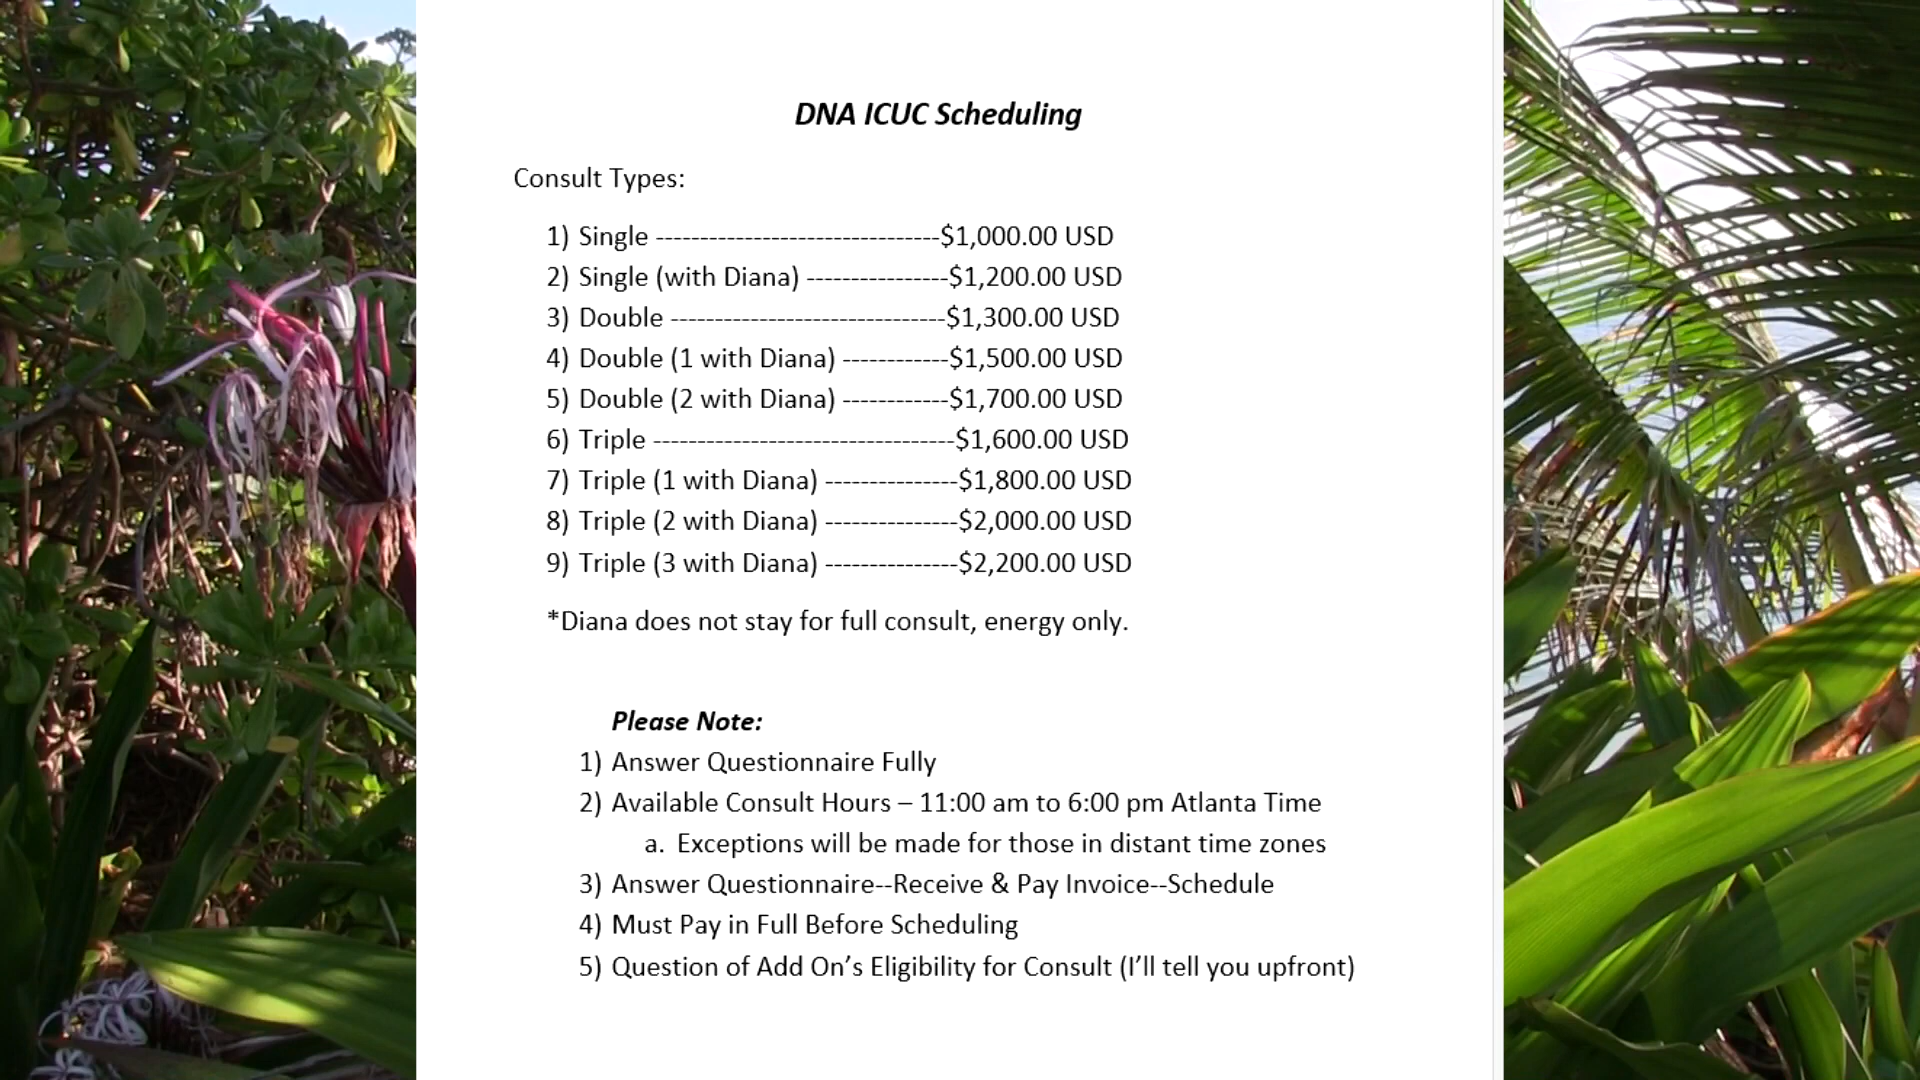 DNA ICUC Scheduling
Consult Types:
1) Single --------------------------------$1,000.00 USD
2) Single (with Diana) ----------------$1,200.00 USD
3) Double -------------------------------$1,300.00 USD
4) Double (1 with Diana) ------------$1,500.00 USD
5) Double (2 with Diana) ------------$1,700.00 USD
6) Triple ----------------------------------$1,600.00 USD
7) Triple (1 with Diana) ---------------$1,800.00 USD
8) Triple (2 with Diana) ---------------$2,000.00 USD
9) Triple (3 with Diana) ---------------$2,200.00 USD
*Diana does not stay for full consult, energy only.
Please Note:
1) Answer Questionnaire Fully
2) Available Consult Hours – 11:00 am to 6:00 pm Atlanta Time
a. Exceptions will be made for those in distant time zones
3) Answer Questionnaire--Receive & Pay Invoice--Schedule
4) Must Pay in Full Before Scheduling
5) Question of Add On’s Eligibility for Consult (I’ll tell you upfront)